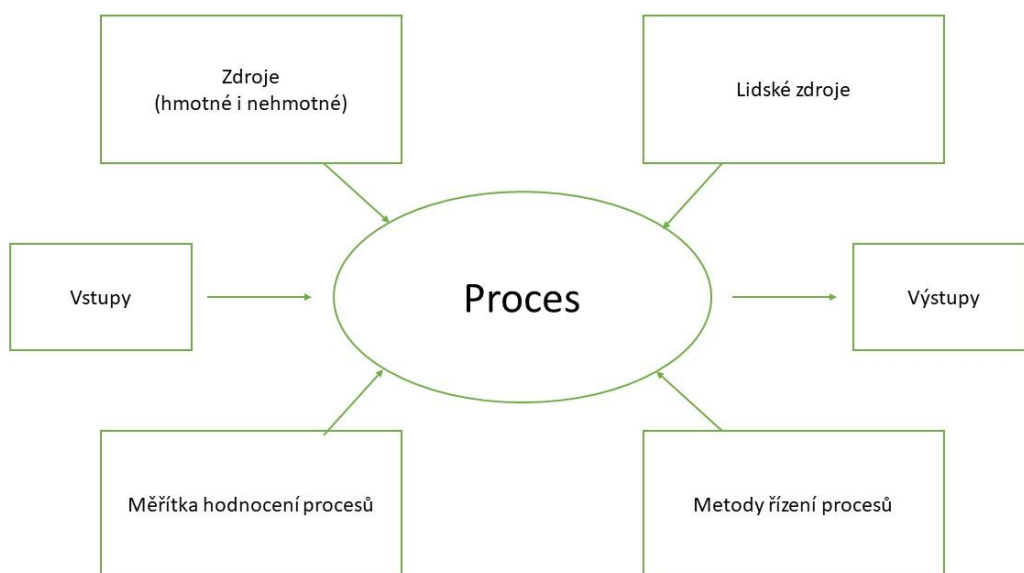 Zdroje
(hmotné i nehmotné)
Lidské zdroje
Vstupy
Proces
Výstupy
Měřítka hodnocení procesů
Metody řízení procesů